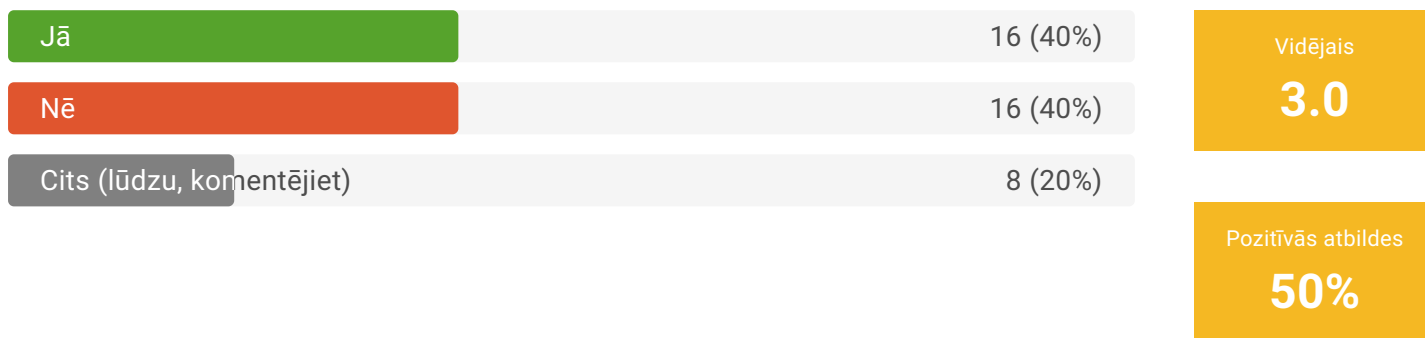 Jā 16 (40%)
Nē 16 (40%)
Cits (lūdzu, komentējiet) 8 (20%)
Vidējais
3.0
Pozitīvās atbildes
50%